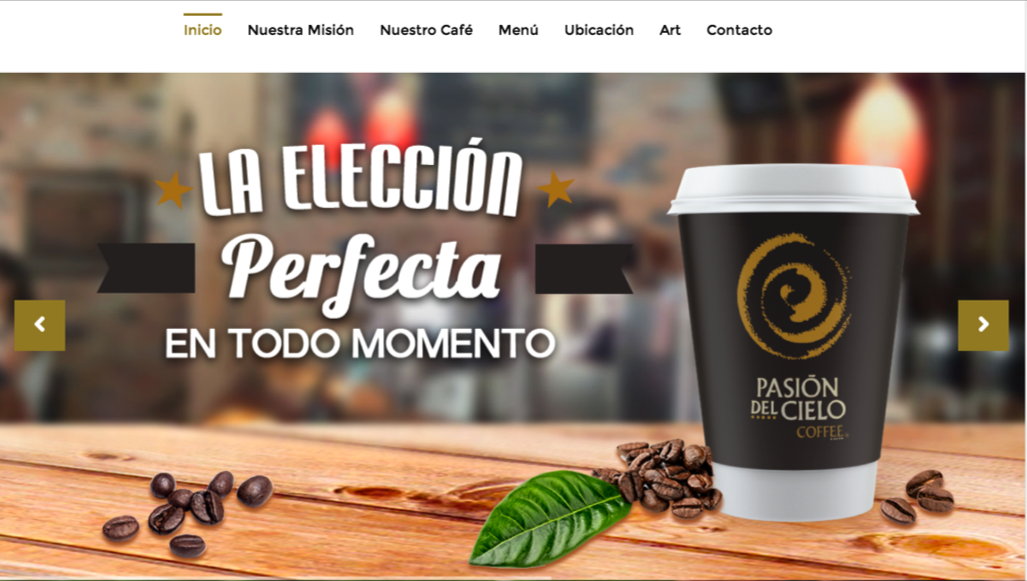 Inicio Nuestra Misión Nuestro Café Menú Ubicación Art Contacto
LA ELECCIÓN
Perfecta
EN TODO MOMENTO
PASIÓN
DEL CIELO
COFFEE